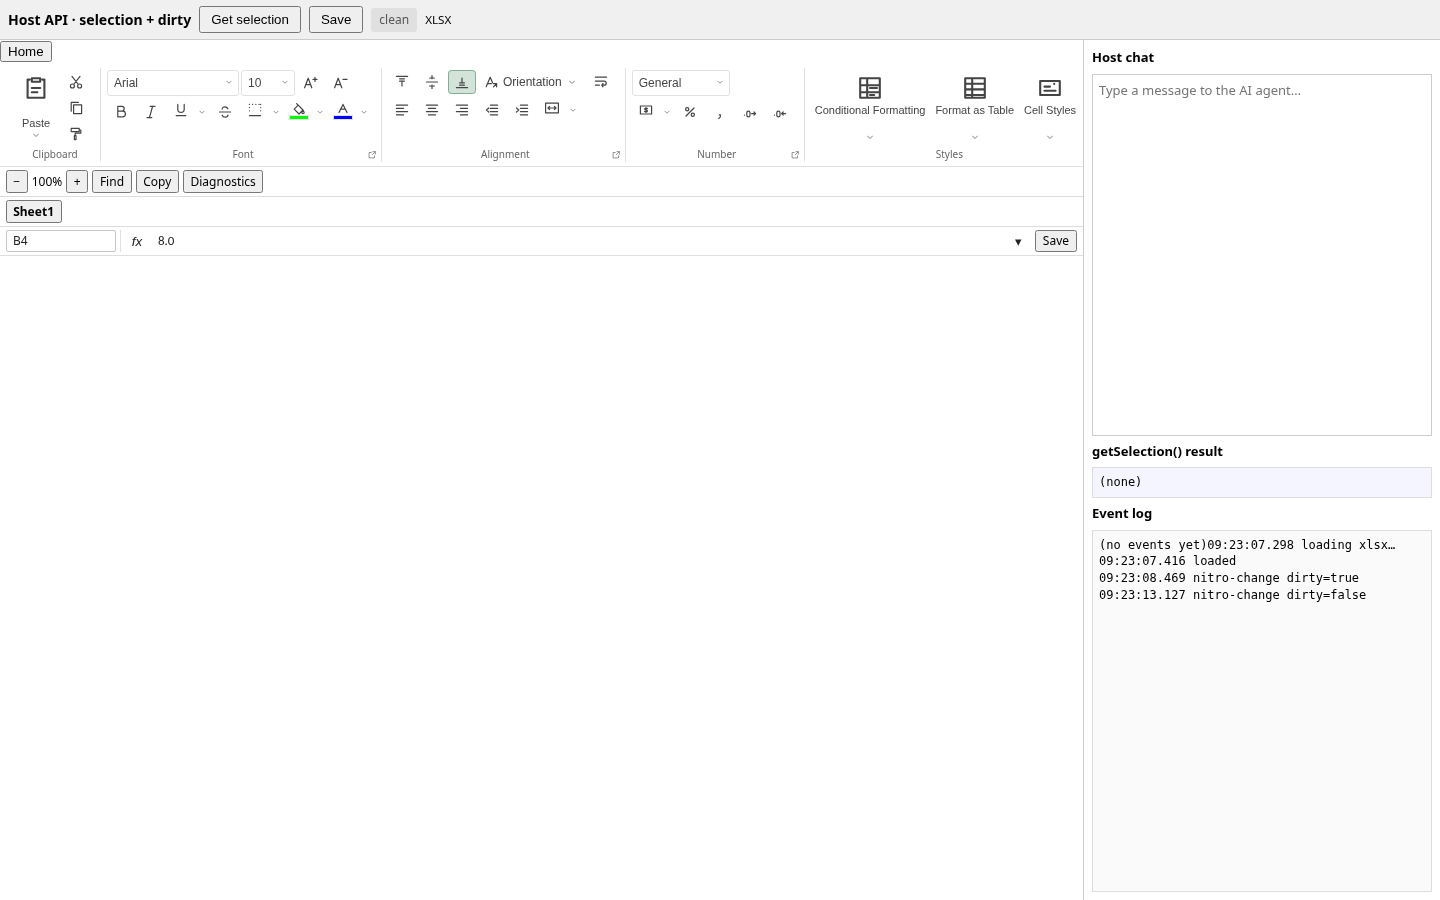 Host API · selection + dirty Get selection Save clean XLSX
Home
Arial 10 Orientation General
Paste Conditional Formatting Format as Table Cell Styles
Clipboard Font Alignment Number Styles
− 100% + Find Copy Diagnostics
Sheet1
B4 fx 8.0 Save
Host chat
Type a message to the AI agent...
getSelection() result
(none)
Event log
(no events yet)09:23:07.298 loading xlsx…
09:23:07.416 loaded
09:23:08.469 nitro-change dirty=true
09:23:13.127 nitro-change dirty=false